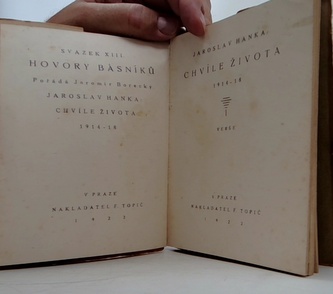 SVAZEK XIII.
HOVORY BÁSNÍKŮ
Pořádá Jaromír Borecký
JAROSLAV HANKA:
CHVÍLE ŽIVOTA
1914-18
V PRAZE
NAKLADATEL F. TOPIČ
JAROSLAV HANKA:
CHVÍLE ŽIVOTA
1914-18
V PRAZE
NAKLADATEL F. TOPIČ